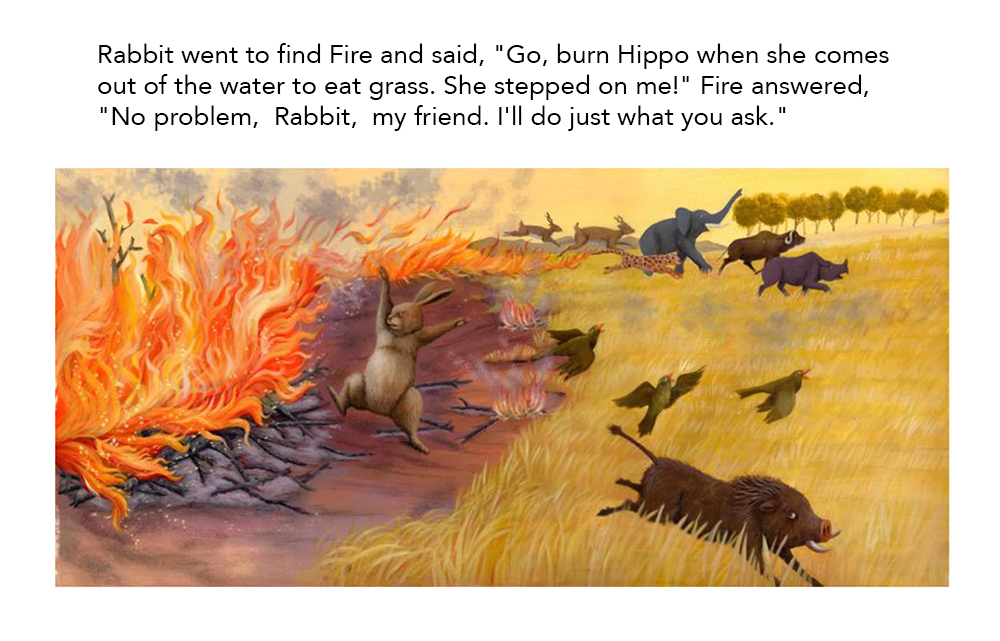 Rabbit went to find Fire and said, "Go, burn Hippo when she comes
out of the water to eat grass. She stepped on me!" Fire answered,
"No problem,  Rabbit,  my friend. I'll do just what you ask."